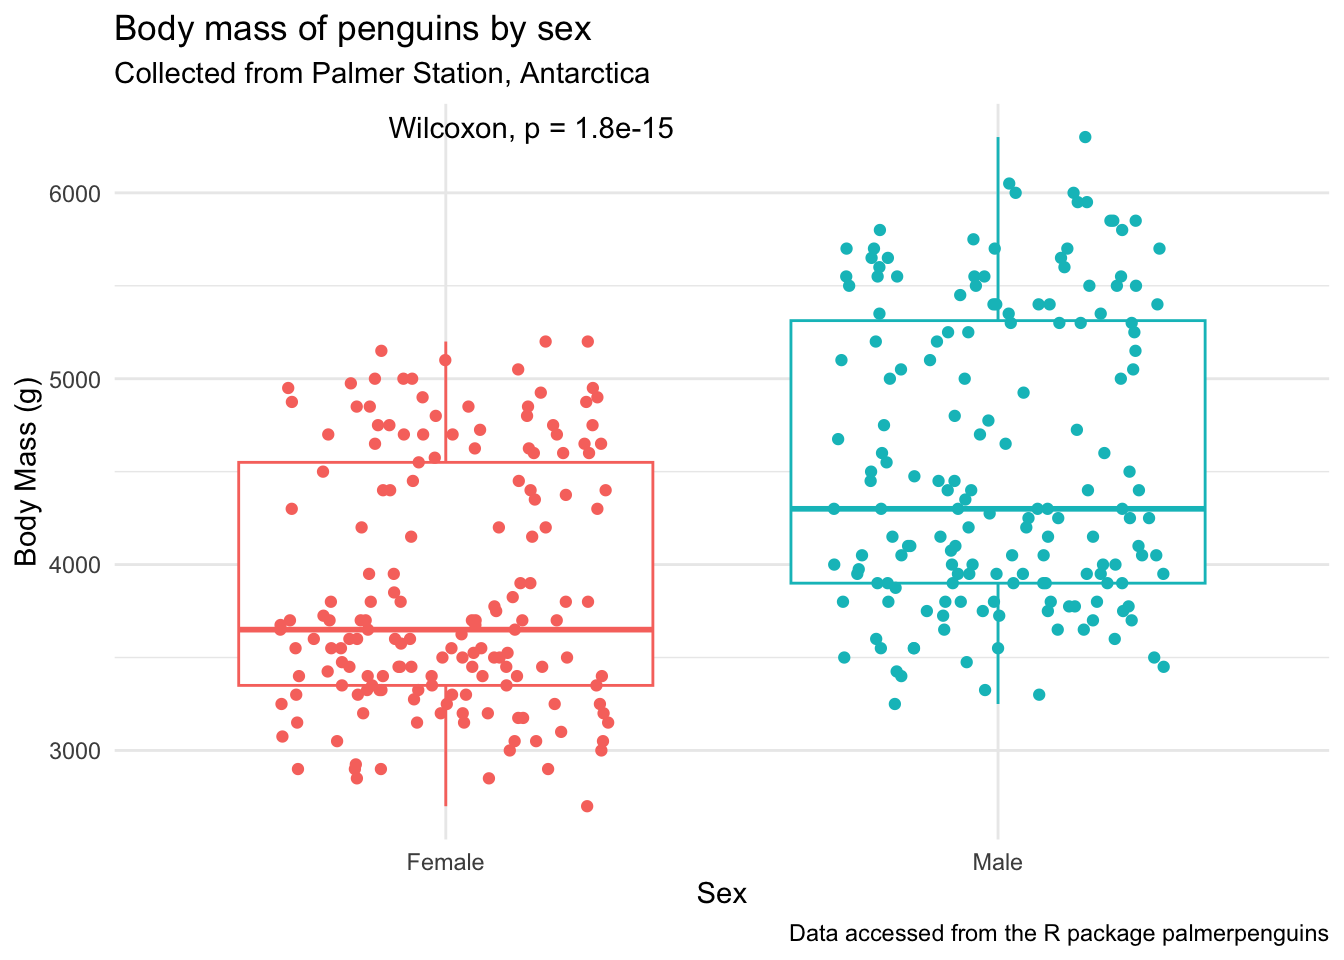 Body mass of penguins by sex
Collected from Palmer Station, Antarctica
Wilcoxon, p = 1.8e-15
6000
5000
4000
3000
Body Mass (g)
Female
Male
Sex
Data accessed from the R package palmerpenguins